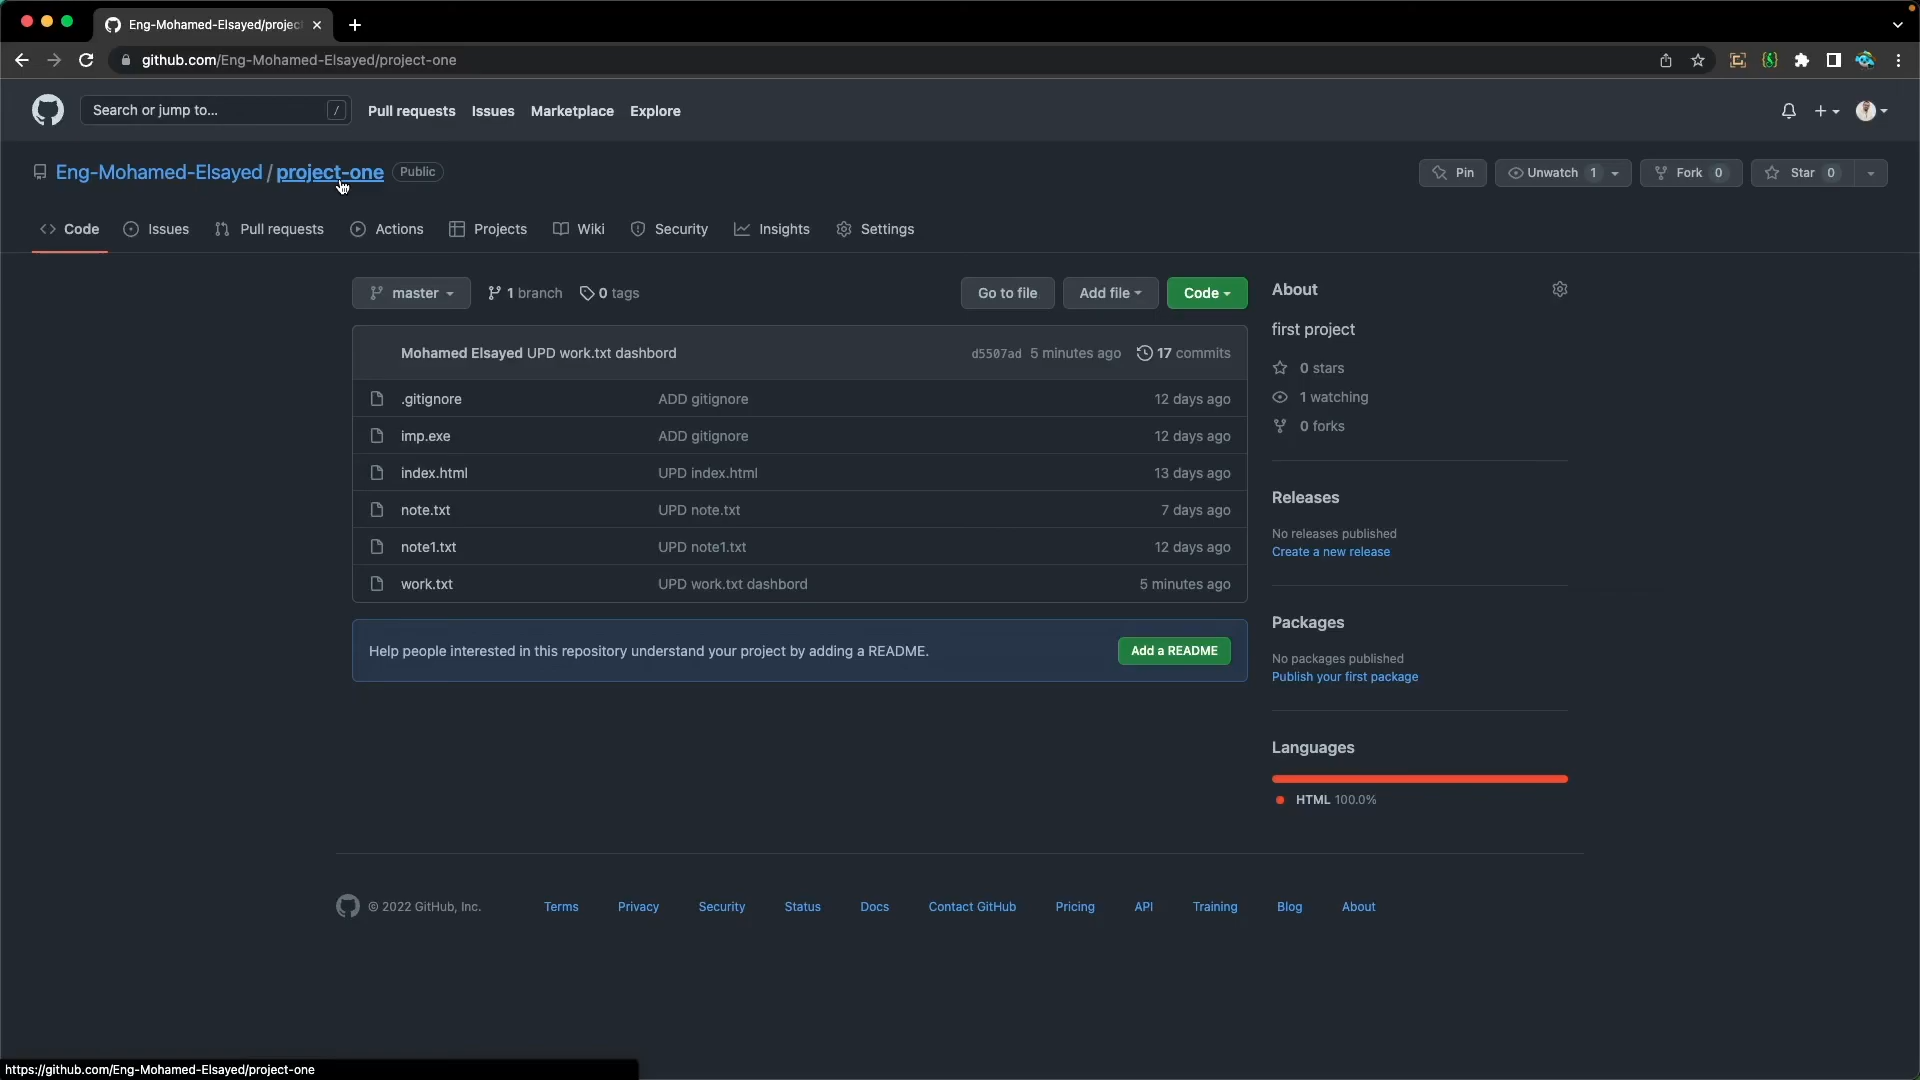 Eng-Mohamed-Elsayed/projec
github.com/Eng-Mohamed-Elsayed/project-one
Search or jump to... /
Pull requests Issues Marketplace Explore
Eng-Mohamed-Elsayed / project-one Public
Pin Unwatch 1 Fork 0 Star 0
Code Issues Pull requests Actions Projects Wiki Security Insights Settings
master 1 branch 0 tags Go to file Add file Code
Mohamed Elsayed UPD work.txt dashbord d5507ad 5 minutes ago 17 commits
.gitignore ADD gitignore 12 days ago
imp.exe ADD gitignore 12 days ago
index.html UPD index.html 13 days ago
note.txt UPD note.txt 7 days ago
note1.txt UPD note1.txt 12 days ago
work.txt UPD work.txt dashbord 5 minutes ago
Help people interested in this repository understand your project by adding a README. Add a README
About
first project
0 stars
1 watching
0 forks
Releases
No releases published
Create a new release
Packages
No packages published
Publish your first package
Languages
HTML 100.0%
© 2022 GitHub, Inc. Terms Privacy Security Status Docs Contact GitHub Pricing API Training Blog About
https://github.com/Eng-Mohamed-Elsayed/project-one